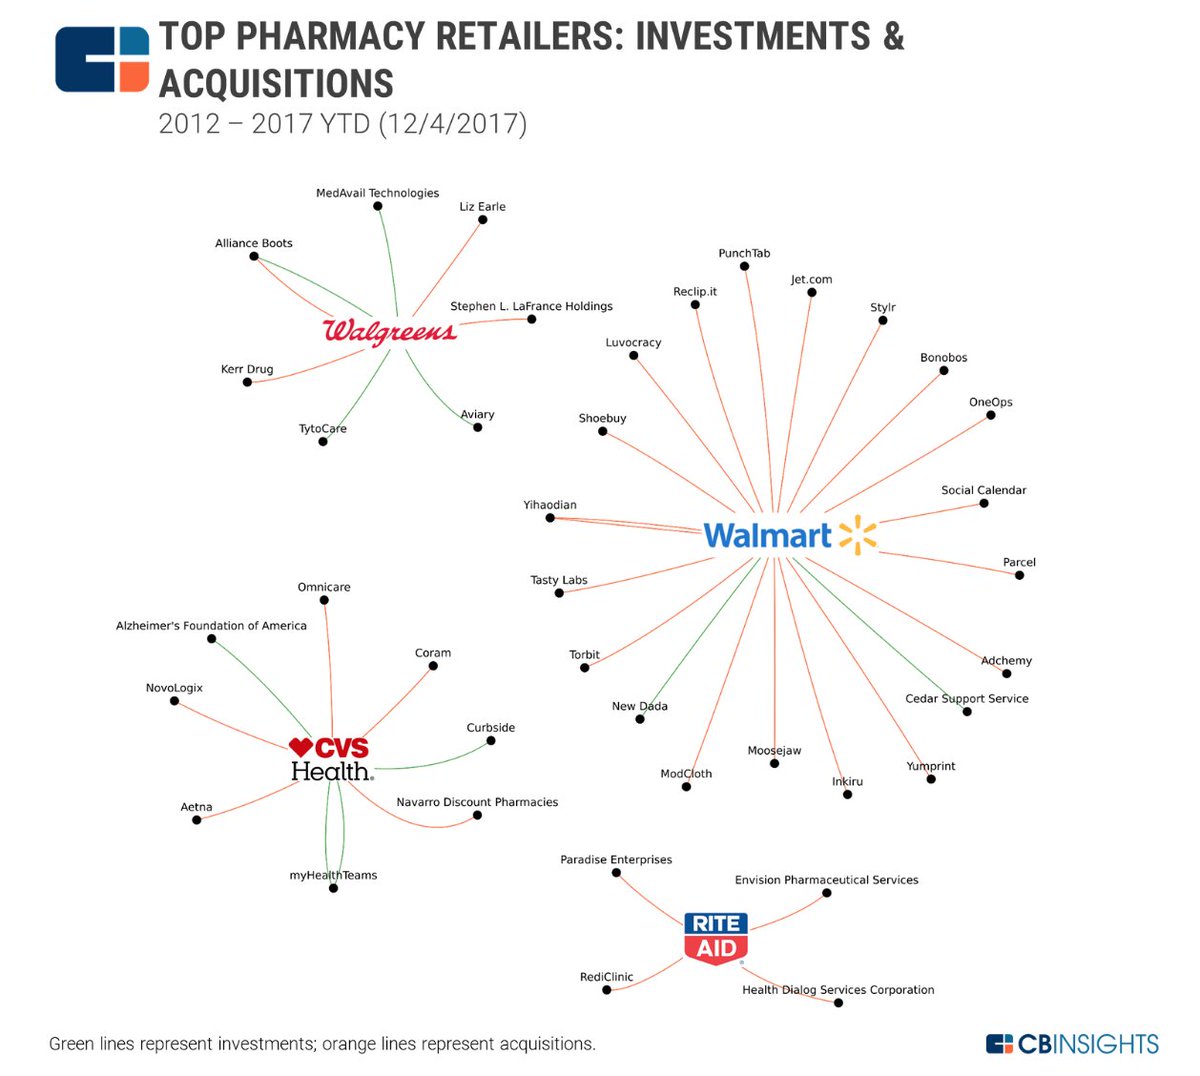 TOP PHARMACY RETAILERS: INVESTMENTS &
ACQUISITIONS
2012 – 2017 YTD (12/4/2017)
MedAvail Technologies
Liz Earle
Alliance Boots
Stephen L. LaFrance Holdings
Walgreens
Kerr Drug
TytoCare
Aviary
PunchTab
Jet.com
Reclip.it
Stylr
Luvocracy
Bonobos
OneOps
Shoebuy
Social Calendar
Yihaodian
Walmart
Parcel
Tasty Labs
Torbit
Adchemy
Cedar Support Service
New Dada
Moosejaw
ModCloth
Inkiru
Yumprint
Omnicare
Alzheimer's Foundation of America
Coram
NovoLogix
Curbside
CVS
Health®
Aetna
Navarro Discount Pharmacies
myHealthTeams
Paradise Enterprises
Envision Pharmaceutical Services
RITE
AID®
RediClinic
Health Dialog Services Corporation
Green lines represent investments; orange lines represent acquisitions.
CBINSIGHTS